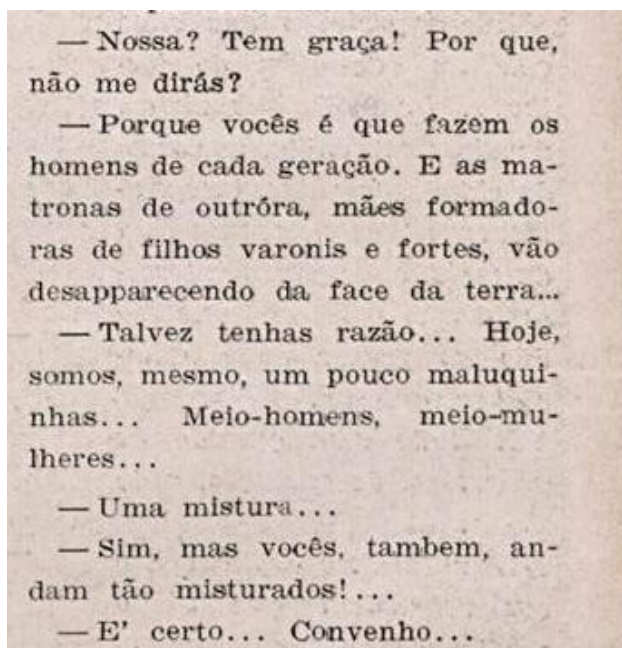 — Nossa? Tem graça! Por que,
não me dirás?
— Porque vocês é que fazem os
homens de cada geração. E as ma-
tronas de outróra, mães formado-
ras de filhos varonis e fortes, vão
desapparecendo da face da terra...
— Talvez tenhas razão... Hoje,
somos, mesmo, um pouco maluqui-
nhas... Meio-homens, meio-mu-
lheres...
— Uma mistura...
— Sim, mas vocês, tambem, an-
dam tão misturados!...
— E' certo... Convenho...